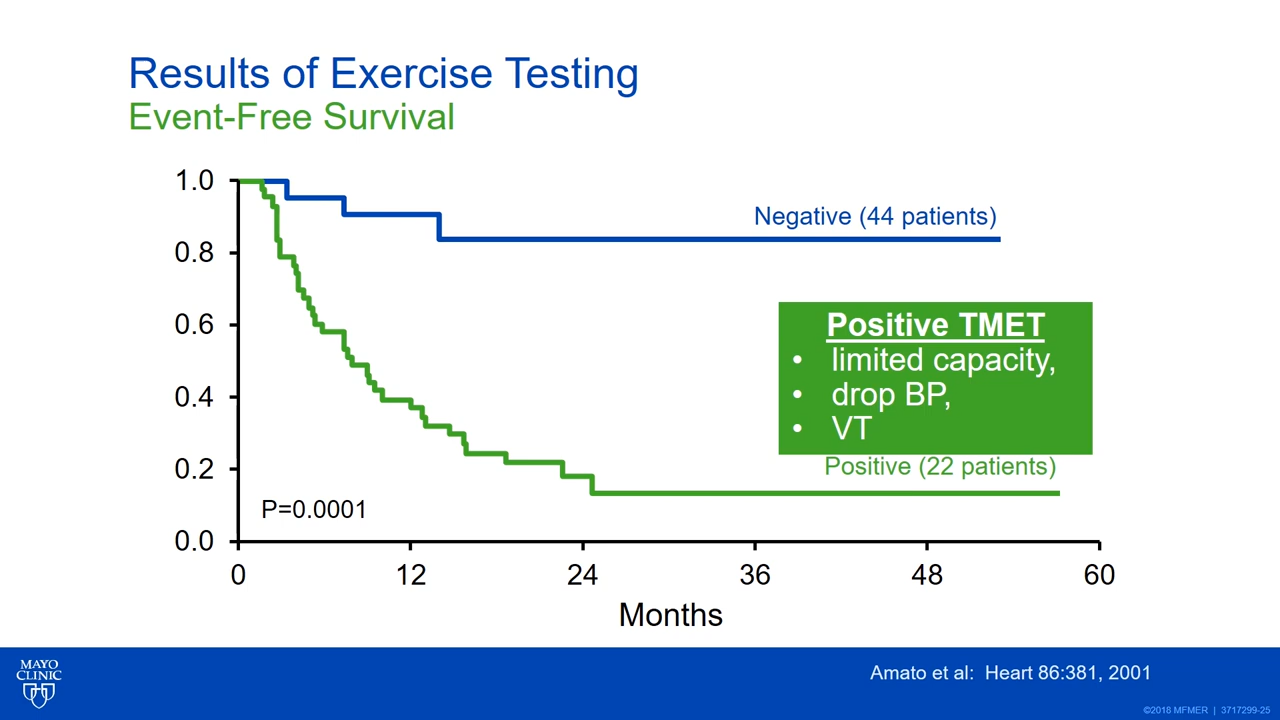 Results of Exercise Testing
Event-Free Survival
1.0
0.8
0.6
0.4
0.2
0.0
Negative (44 patients)
Positive TMET
• limited capacity,
• drop BP,
• VT
Positive (22 patients)
P=0.0001
0 12 24 36 48 60
Months
MAYO
CLINIC
Amato et al: Heart 86:381, 2001
©2018 MFMER | 3717299-25